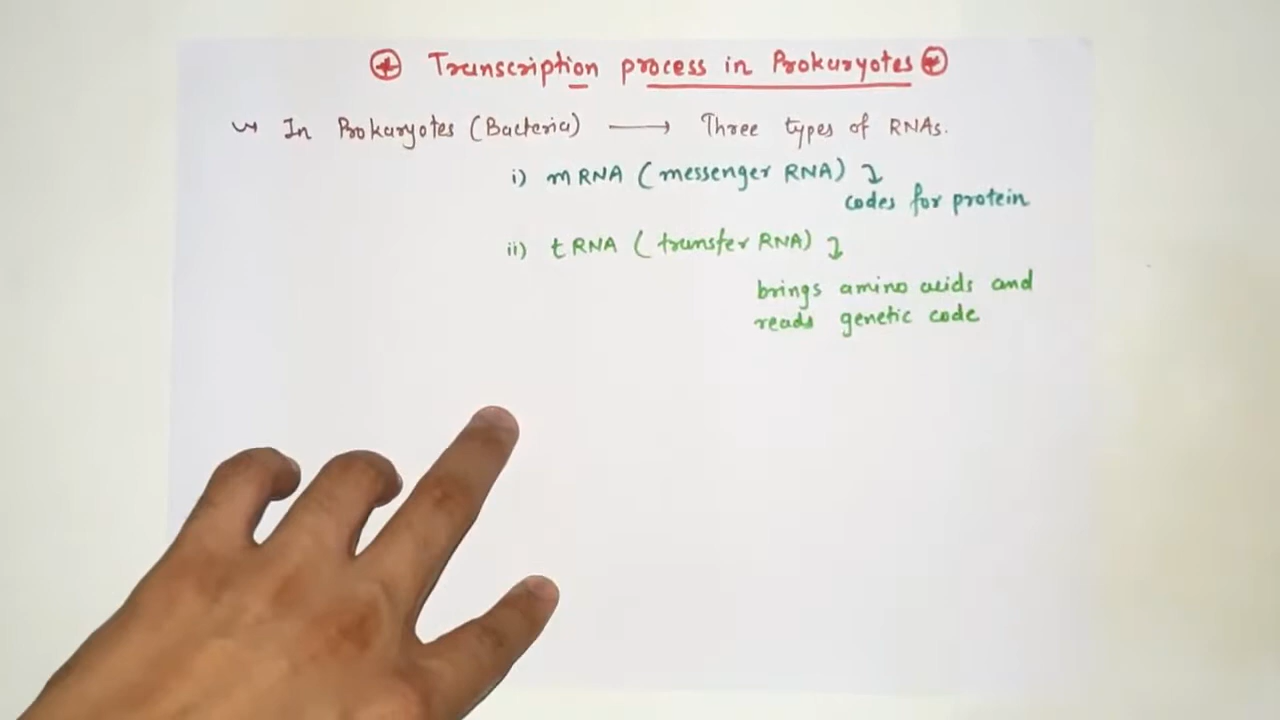 Transcription process in Prokaryotes
In Prokaryotes (Bacteria) → Three types of RNAs.
i) mRNA (messenger RNA)
codes for protein
ii) tRNA (transfer RNA)
brings amino acids and
reads genetic code